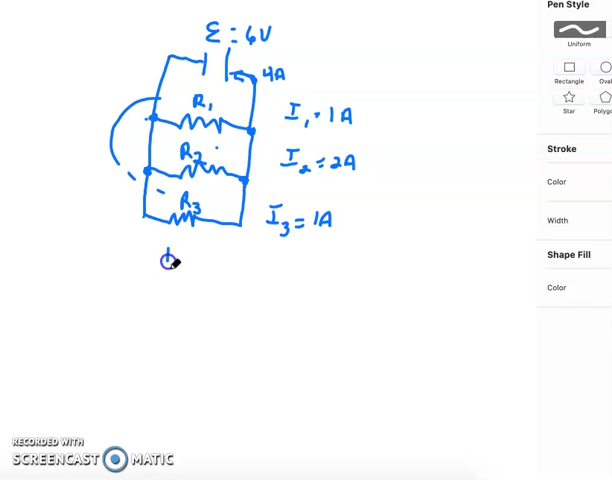 Pen Style
Uniform
Rectangle
Oval
Star
Polygo
Stroke
Color
Width
Shape Fill
Color
ℰ = 6V
4A
R₁
I₁ = 1A
R₂
I₂ = 2A
R₃
I₃ = 1A
RECORDED WITH
SCREENCAST MATIC